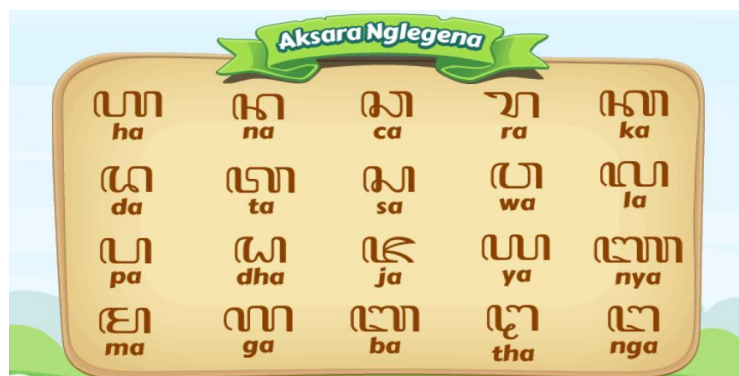 Aksara Nglegena
ꦲ ꦤ ꦕ ꦫ ꦏ
ha na ca ra ka
ꦢ ꦠ ꦱ ꦮ ꦭ
da ta sa wa la
ꦥ ꦝ ꦗ ꦪ ꦚ
pa dha ja ya nya
ꦩ ꦒ ꦧ ꦛ ꦔ
ma ga ba tha nga